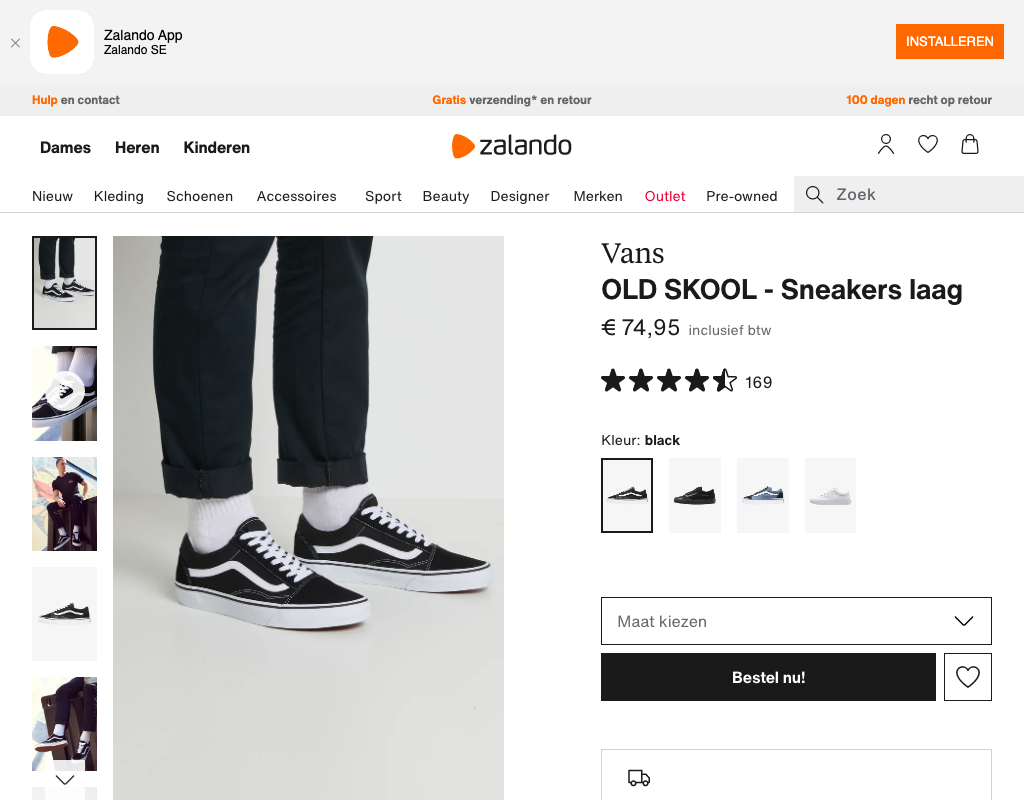 Zalando App
Zalando SE
INSTALLEREN
Hulp en contact
Gratis verzending* en retour
100 dagen recht op retour
Dames Heren Kinderen
zalando
Nieuw Kleding Schoenen Accessoires Sport Beauty Designer Merken Outlet Pre-owned
Zoek
Vans
OLD SKOOL - Sneakers laag
€ 74,95 inclusief btw
169
Kleur: black
Maat kiezen
Bestel nu!